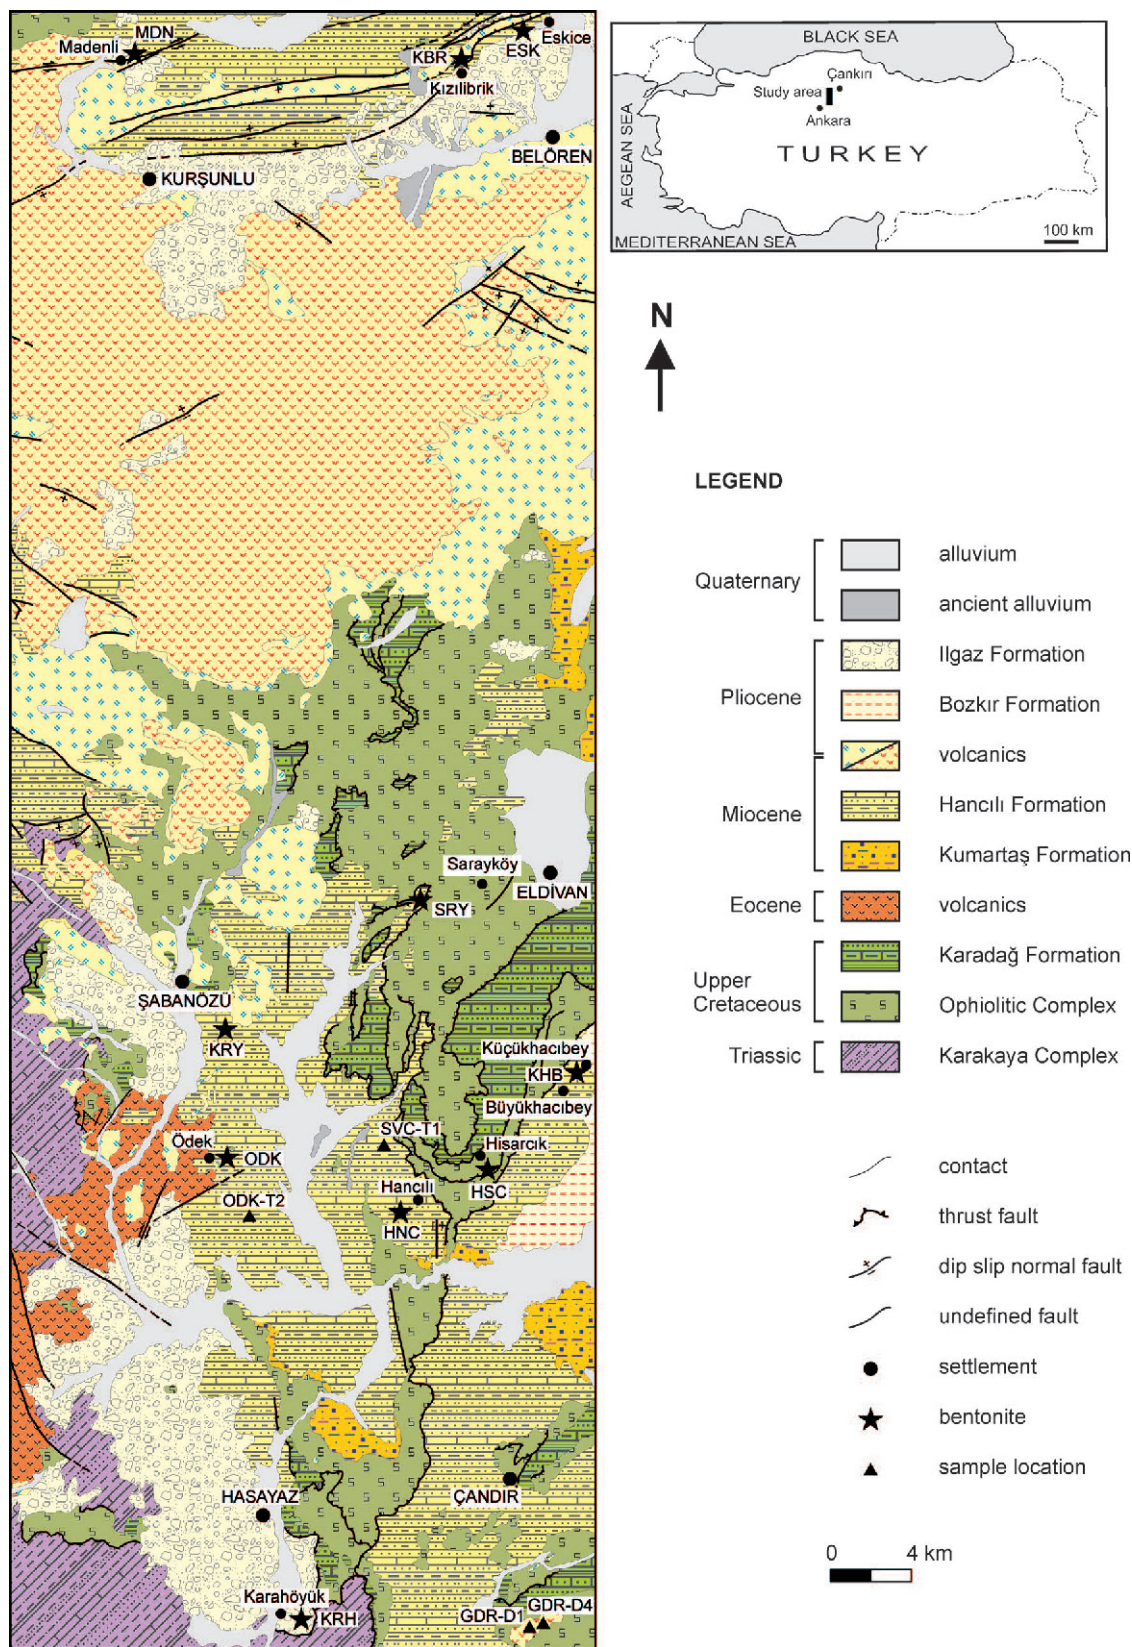 MDN
Madenli
ESK
Eskice
KBR
Kızılibrik
BELÖREN
KURŞUNLU
Sarayköy
ELDİVAN
SRY
ŞABANÖZÜ
KRY
Küçükhacıbey
KHB
Büyükhacıbey
SVC-T1
Hisarcık
Ödek
ODK
HSC
Hancılı
ODK-T2
HNC
HASAYAZ
ÇANDIR
Karahöyük
KRH
GDR-D1
GDR-D4
BLACK SEA
Çankırı
Study area
Ankara
AEGEAN SEA
TURKEY
MEDITERRANEAN SEA
100 km
N
LEGEND
Quaternary
alluvium
ancient alluvium
Pliocene
Ilgaz Formation
Bozkır Formation
volcanics
Miocene
Hancılı Formation
Kumartaş Formation
Eocene
volcanics
Upper
Cretaceous
Karadağ Formation
Ophiolitic Complex
Triassic
Karakaya Complex
contact
thrust fault
dip slip normal fault
undefined fault
settlement
bentonite
sample location
0 4 km